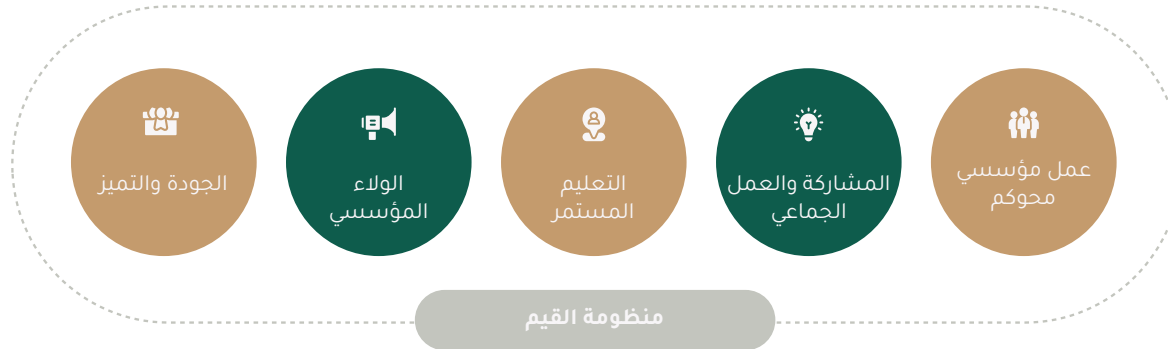 عمل مؤسسي
محوكم
المشاركة والعمل
الجماعي
التعليم
المستمر
الولاء
المؤسسي
الجودة والتميز
منظومة القيم